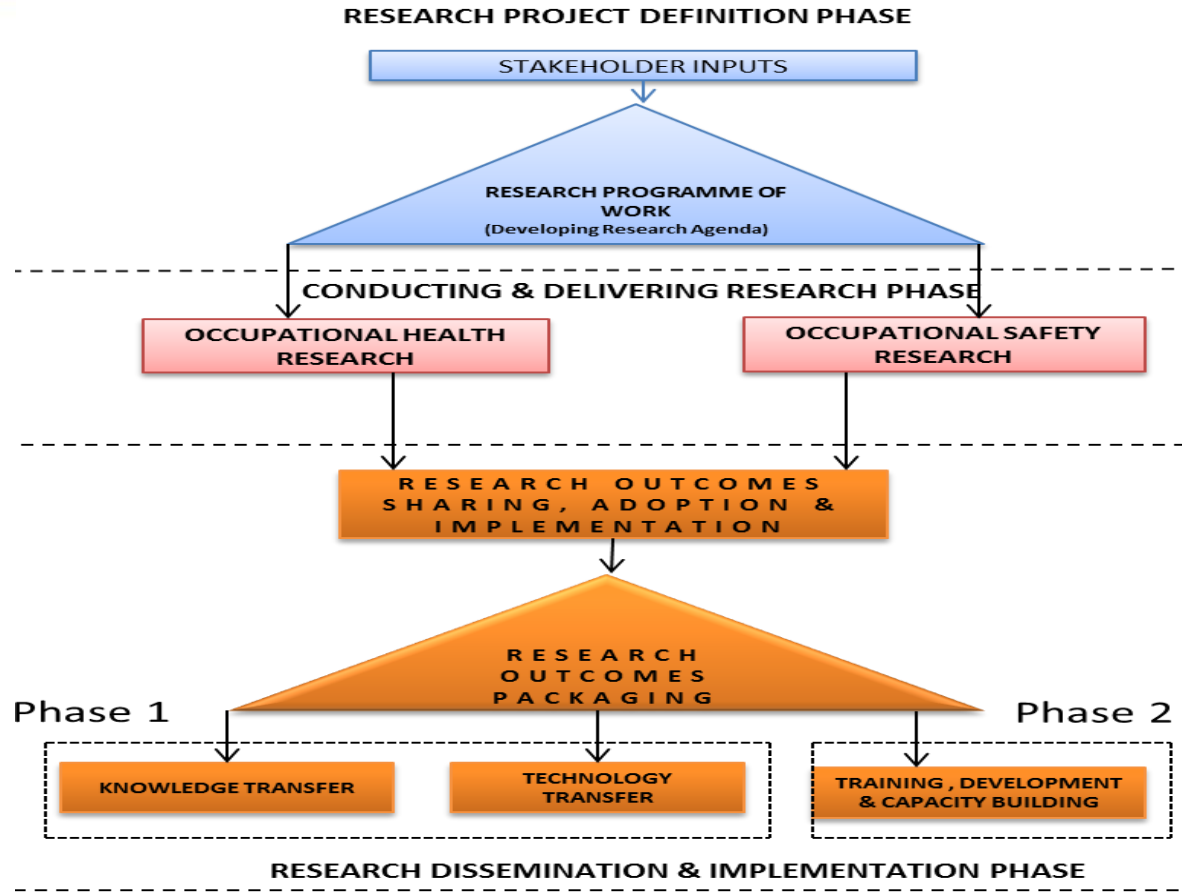 RESEARCH PROJECT DEFINITION PHASE
STAKEHOLDER INPUTS
RESEARCH PROGRAMME OF
WORK
(Developing Research Agenda)
CONDUCTING & DELIVERING RESEARCH PHASE
OCCUPATIONAL HEALTH
RESEARCH
OCCUPATIONAL SAFETY
RESEARCH
RESEARCH OUTCOMES
SHARING, ADOPTION &
IMPLEMENTATION
RESEARCH
OUTCOMES
PACKAGING
Phase 1
Phase 2
KNOWLEDGE TRANSFER
TECHNOLOGY
TRANSFER
TRAINING , DEVELOPMENT
& CAPACITY BUILDING
RESEARCH DISSEMINATION & IMPLEMENTATION PHASE